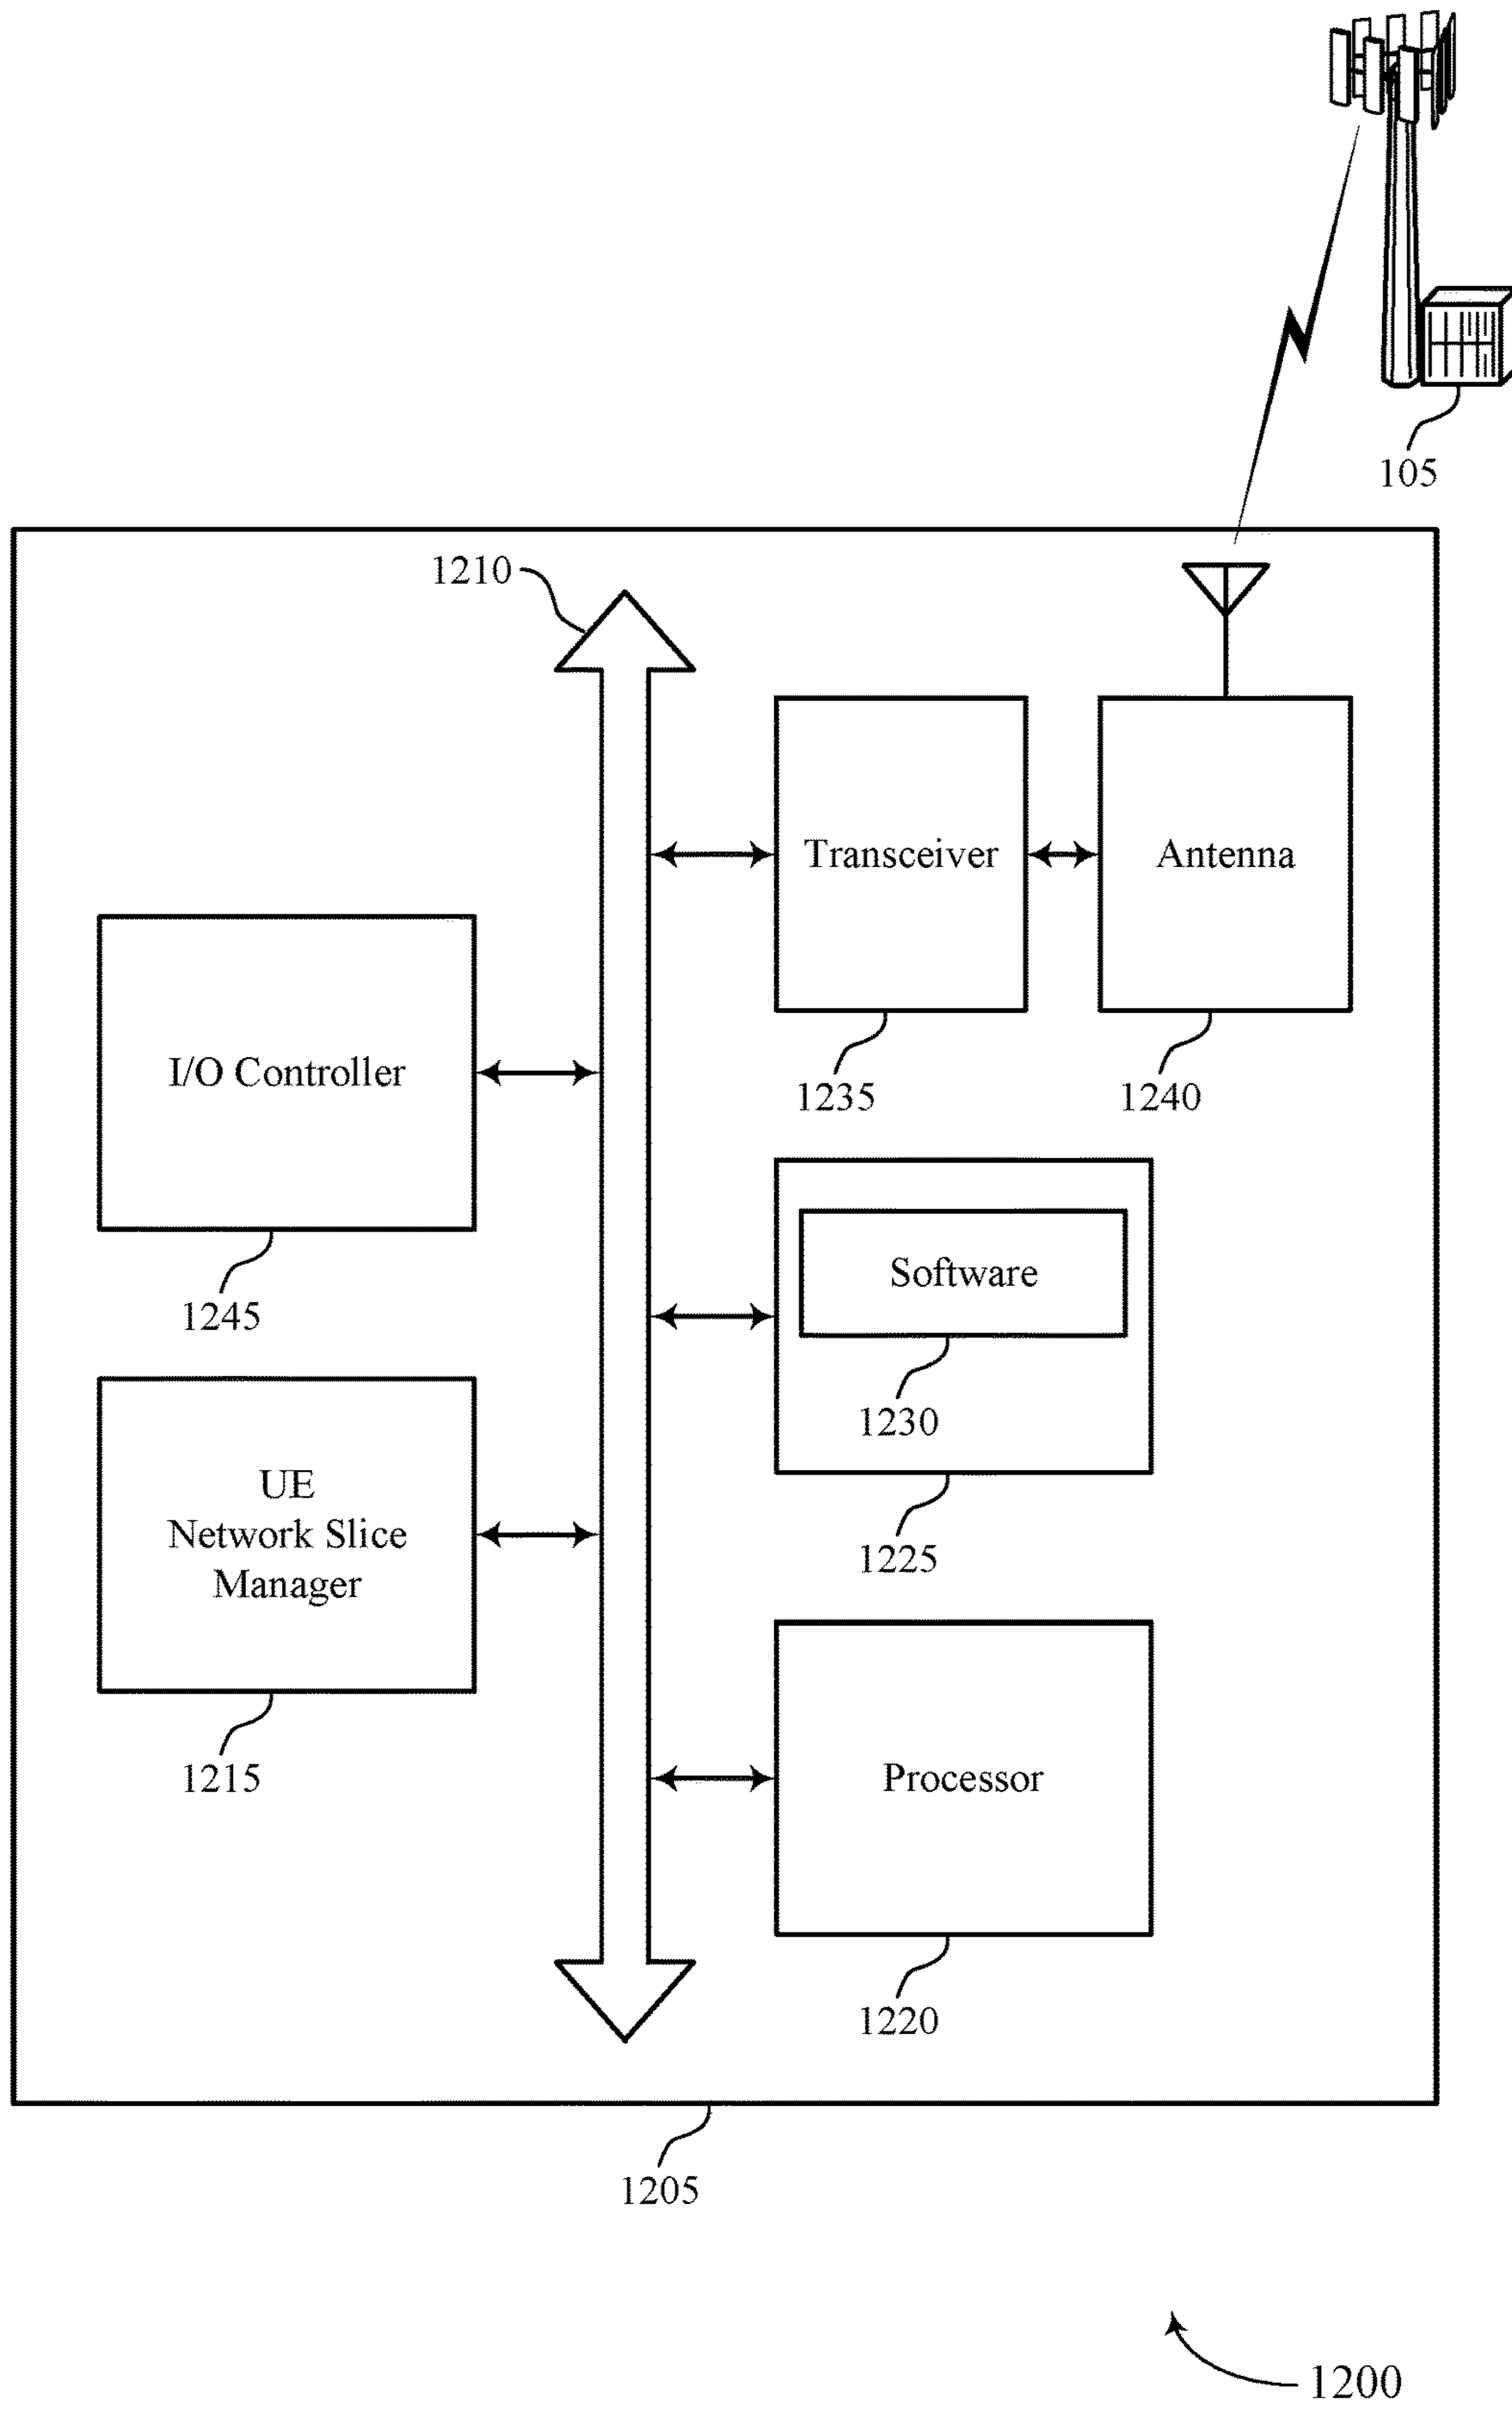 105
1210
Transceiver
Antenna
I/O Controller
1235
1240
Software
1245
1230
UE
Network Slice
Manager
1225
1215
Processor
1220
1205
1200